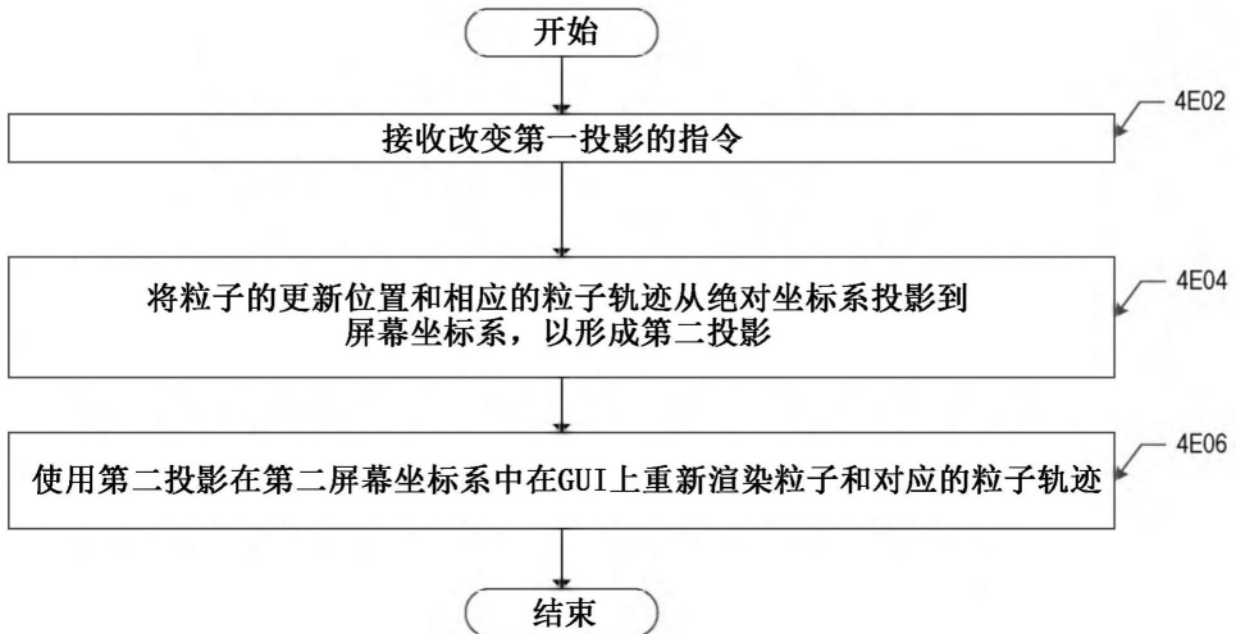 开始
4E02
接收改变第一投影的指令
4E04
将粒子的更新位置和相应的粒子轨迹从绝对坐标系投影到
屏幕坐标系，以形成第二投影
4E06
使用第二投影在第二屏幕坐标系中在GUI上重新渲染粒子和对应的粒子轨迹
结束